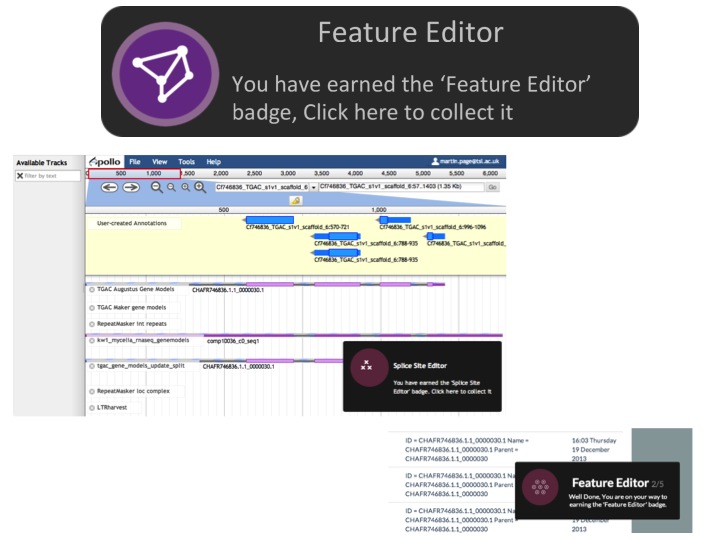 Feature Editor
You have earned the ‘Feature Editor’
badge, Click here to collect it
Available Tracks
filter by text
Apollo File View Tools Help martin.page@tsl.ac.uk
0 500 1,000 1,500 2,000 2,500 3,000 3,500 4,000 4,500 5,000 5,500 6,000
Cf746836_TGAC_s1v1_scaffold_6 Cf746836_TGAC_s1v1_scaffold_6:57..1403 (1.35 Kb) Go
500 1,000
User-created Annotations
Cf746836_TGAC_s1v1_scaffold_6:570-721 Cf746836_TGAC_s1v1_scaffold_6:996-1096
Cf746836_TGAC_s1v1_scaffold_6:788-935 Cf746836_TGAC_s1v1_scaffold_
Cf746836_TGAC_s1v1_scaffold_6:788-935
TGAC Augustus Gene Models CHAFR746836.1.1_0000030.1
TGAC Maker gene models
RepeatMasker int repeats
kw1_mycelia_rnaseq_genemodels comp10036_c0_seq1
tgac_gene_models_update_split CHAFR746836.1.1_0000030.1
RepeatMasker loc complex
LTRharvest
Splice Site Editor
You have earned the 'Splice Site
Editor' badge. Click here to collect it
ID = CHAFR746836.1.1_0000030.1 Name = 16:03 Thursday
CHAFR746836.1.1_0000030.1 Parent = 19 December
CHAFR746836.1.1_0000030 2013
ID = CHAFR746836.1.1_0000030.1 Na
CHAFR746836.1.1_0000030.1 Parent
CHAFR746836.1.1_0000030
ID = CHAFR746836.1.1_0000030.1 Na
CHAFR746836.1.1_0000030.1 Parent = 19 December
CHAFR746836.1.1_0000030 2013
Feature Editor 2/5
Well Done, You are on your way to
earning the 'Feature Editor' badge.